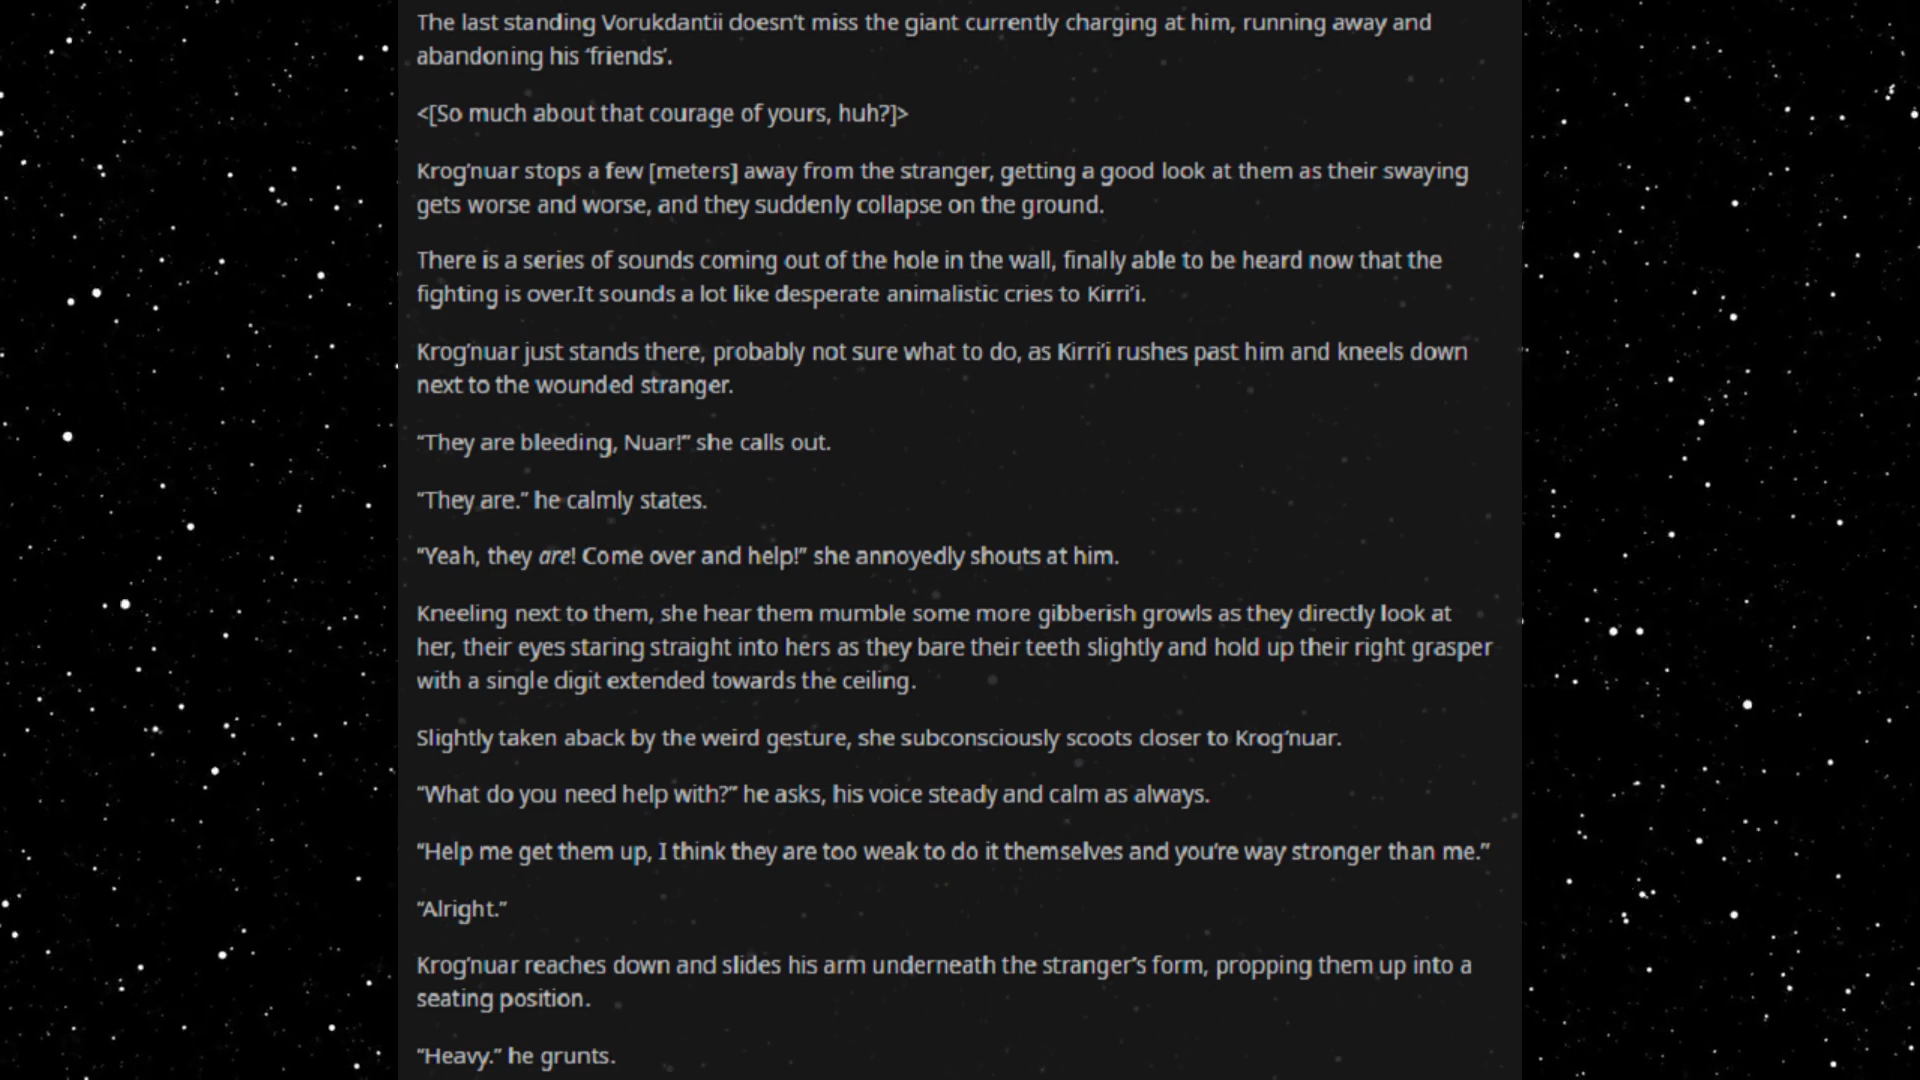 The last standing Vorukdantii doesn’t miss the giant currently charging at him, running away and
abandoning his ‘friends’.
<[So much about that courage of yours, huh?]>
Krog’nuar stops a few [meters] away from the stranger, getting a good look at them as their swaying
gets worse and worse, and they suddenly collapse on the ground.
There is a series of sounds coming out of the hole in the wall, finally able to be heard now that the
fighting is over.It sounds a lot like desperate animalistic cries to Kirri’i.
Krog’nuar just stands there, probably not sure what to do, as Kirri’i rushes past him and kneels down
next to the wounded stranger.
“They are bleeding, Nuar!” she calls out.
“They are.” he calmly states.
“Yeah, they are! Come over and help!” she annoyedly shouts at him.
Kneeling next to them, she hear them mumble some more gibberish growls as they directly look at
her, their eyes staring straight into hers as they bare their teeth slightly and hold up their right grasper
with a single digit extended towards the ceiling.
Slightly taken aback by the weird gesture, she subconsciously scoots closer to Krog’nuar.
“What do you need help with?” he asks, his voice steady and calm as always.
“Help me get them up, I think they are too weak to do it themselves and you’re way stronger than me.”
“Alright.”
Krog’nuar reaches down and slides his arm underneath the stranger’s form, propping them up into a
seating position.
“Heavy.” he grunts.